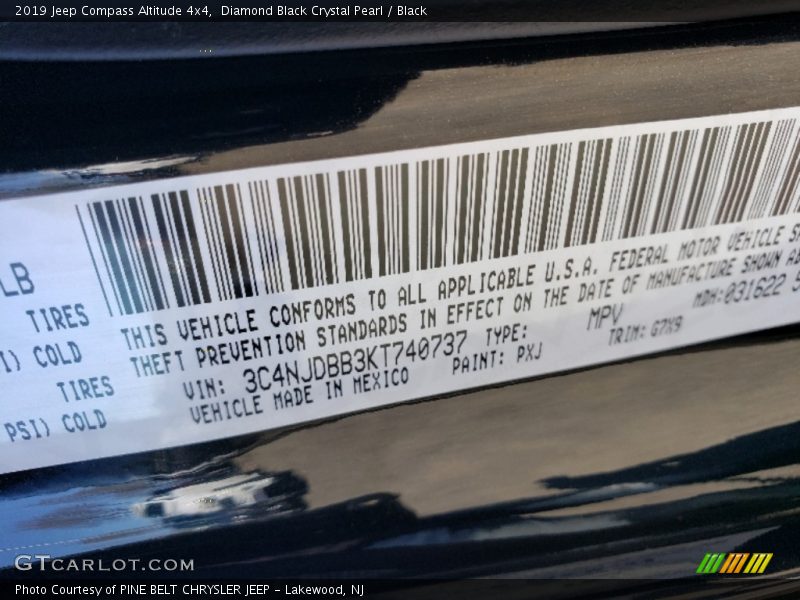 2019 Jeep Compass Altitude 4x4, Diamond Black Crystal Pearl / Black
LB
TIRES
I) COLD
TIRES
PSI) COLD
THIS VEHICLE CONFORMS TO ALL APPLICABLE U.S.A. FEDERAL MOTOR VEHICLE
THEFT PREVENTION STANDARDS IN EFFECT ON THE DATE OF MANUFACTURE SHOWN
VIN: 3C4NJDBB3KT740737 TYPE: MPV MDH:031622
VEHICLE MADE IN MEXICO PAINT: PXJ TRIM: G7X9
GTCARLOT.COM
Photo Courtesy of PINE BELT CHRYSLER JEEP - Lakewood, NJ